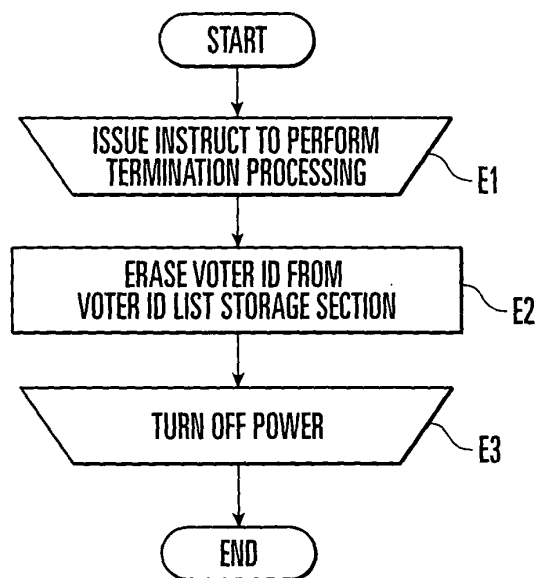 START
ISSUE INSTRUCT TO PERFORM
TERMINATION PROCESSING
E1
ERASE VOTER ID FROM
VOTER ID LIST STORAGE SECTION
E2
TURN OFF POWER
E3
END